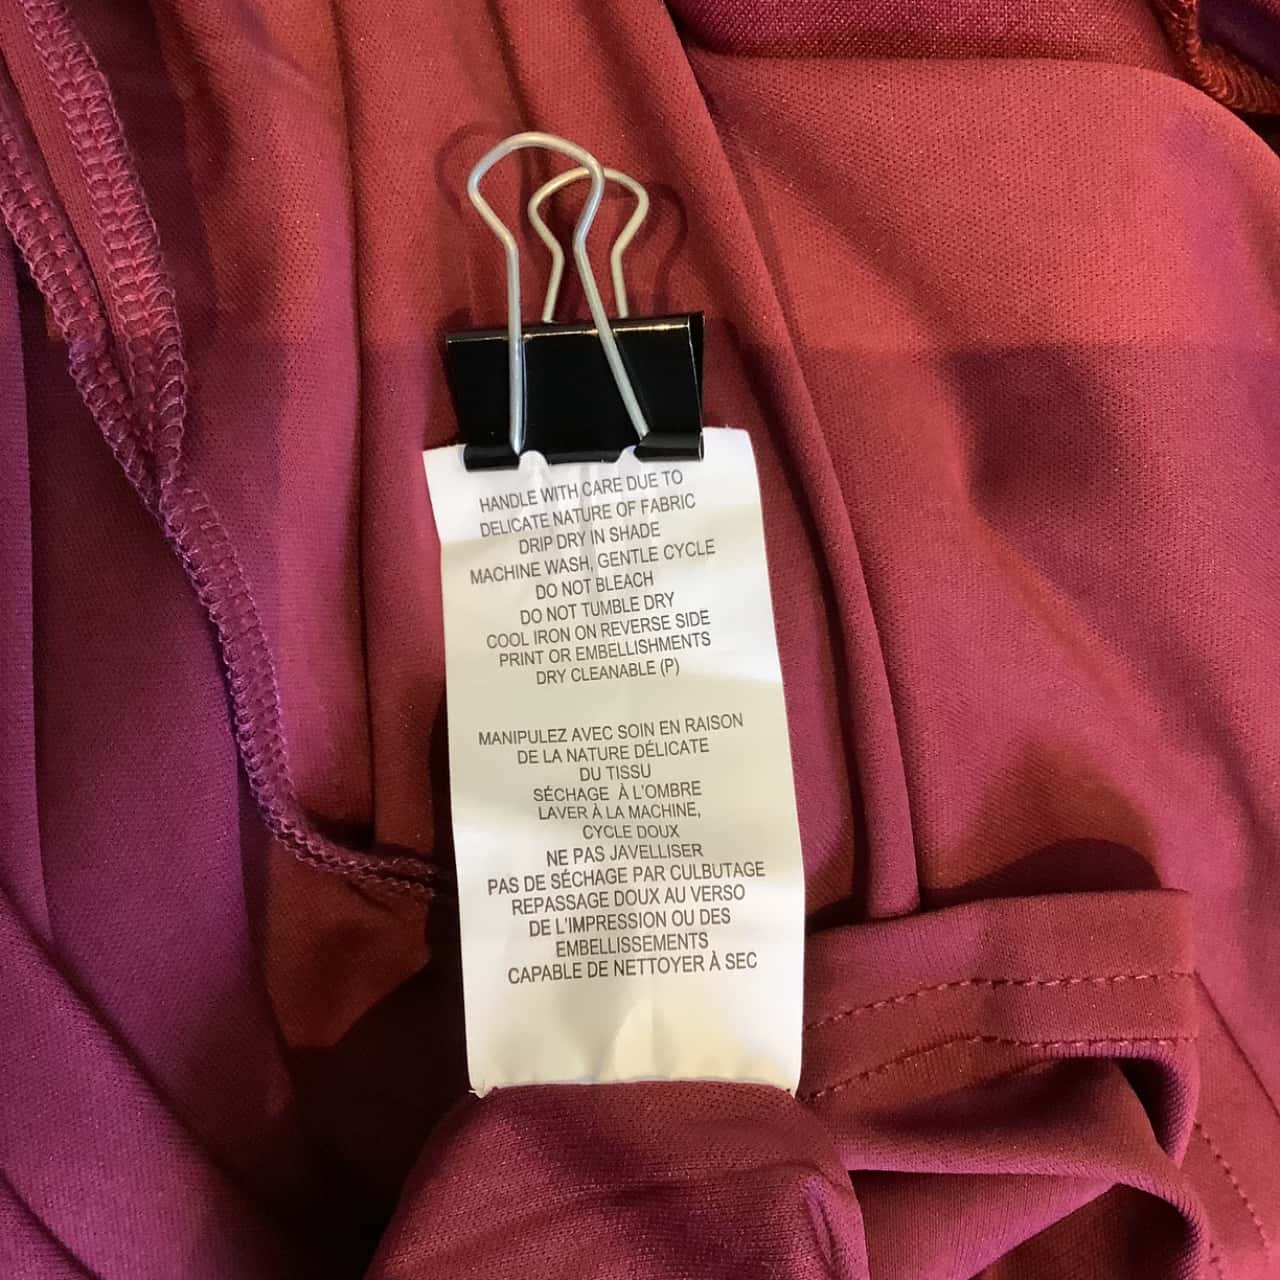 HANDLE WITH CARE DUE TO
DELICATE NATURE OF FABRIC
DRIP DRY IN SHADE
MACHINE WASH, GENTLE CYCLE
DO NOT BLEACH
DO NOT TUMBLE DRY
COOL IRON ON REVERSE SIDE
PRINT OR EMBELLISHMENTS
DRY CLEANABLE (P)
MANIPULEZ AVEC SOIN EN RAISON
DE LA NATURE DÉLICATE
DU TISSU
SÉCHAGE À L'OMBRE
LAVER À LA MACHINE,
CYCLE DOUX
NE PAS JAVELLISER
PAS DE SÉCHAGE PAR CULBUTAGE
REPASSAGE DOUX AU VERSO
DE L'IMPRESSION OU DES
EMBELLISSEMENTS
CAPABLE DE NETTOYER À SEC